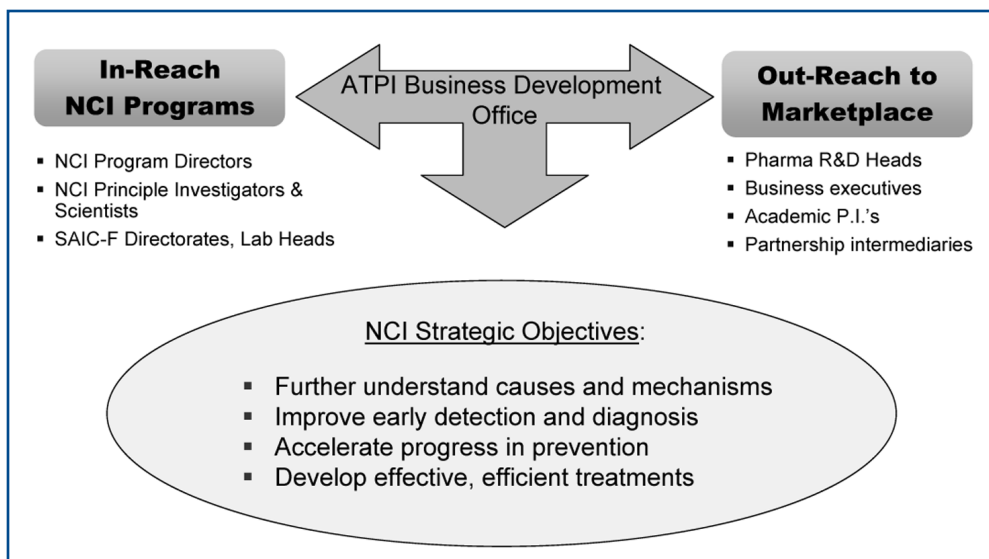 In-Reach
NCI Programs
▪ NCI Program Directors
▪ NCI Principle Investigators &
Scientists
▪ SAIC-F Directorates, Lab Heads
ATPI Business Development
Office
Out-Reach to
Marketplace
▪ Pharma R&D Heads
▪ Business executives
▪ Academic P.I.'s
▪ Partnership intermediaries
NCI Strategic Objectives:
▪ Further understand causes and mechanisms
▪ Improve early detection and diagnosis
▪ Accelerate progress in prevention
▪ Develop effective, efficient treatments